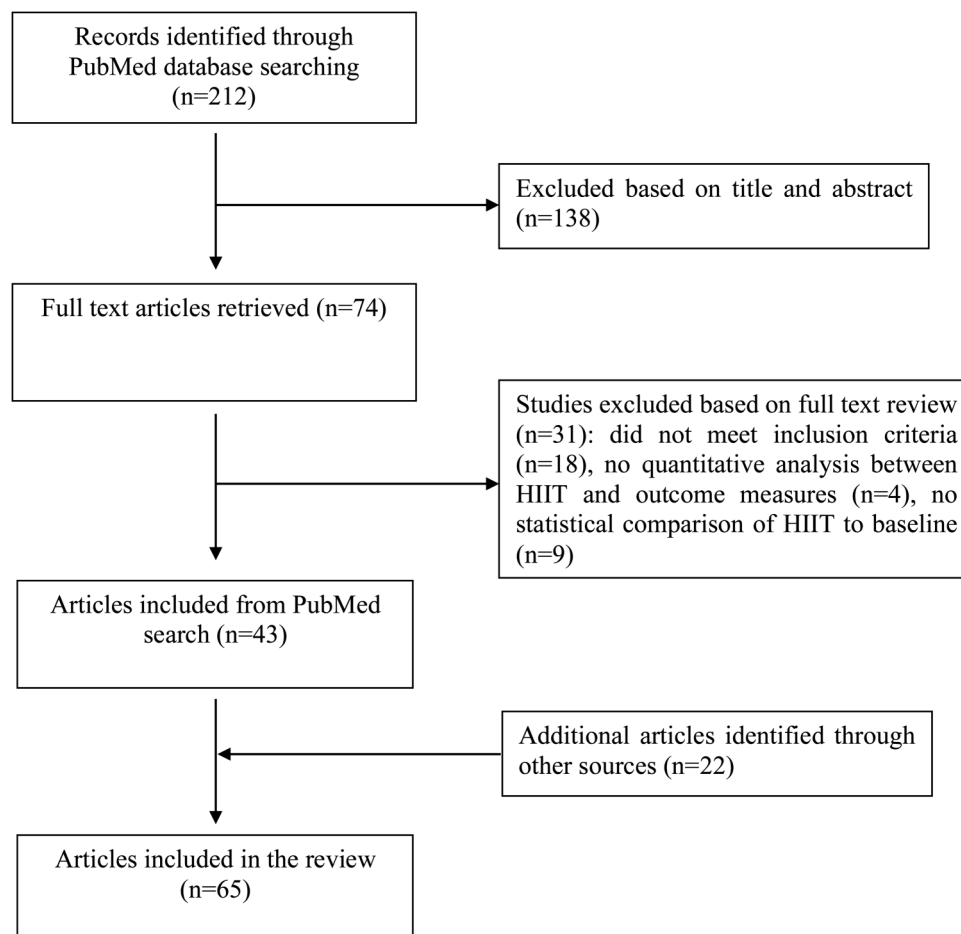 Records identified through
PubMed database searching
(n=212)
Excluded based on title and abstract
(n=138)
Full text articles retrieved (n=74)
Studies excluded based on full text review
(n=31): did not meet inclusion criteria
(n=18), no quantitative analysis between
HIIT and outcome measures (n=4), no
statistical comparison of HIIT to baseline
(n=9)
Articles included from PubMed
search (n=43)
Additional articles identified through
other sources (n=22)
Articles included in the review
(n=65)